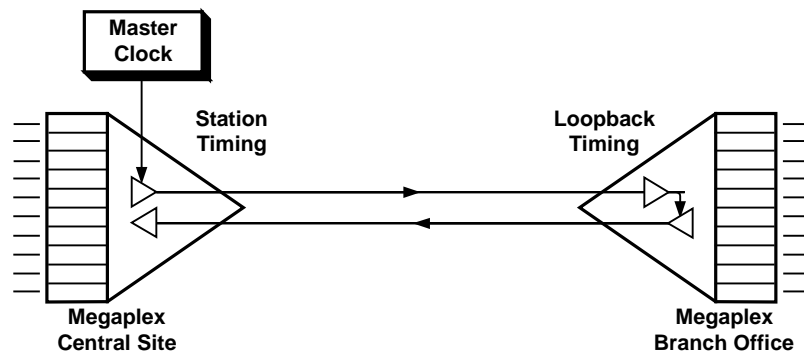 Master
Clock
Station
Timing
Loopback
Timing
Megaplex
Central Site
Megaplex
Branch Office